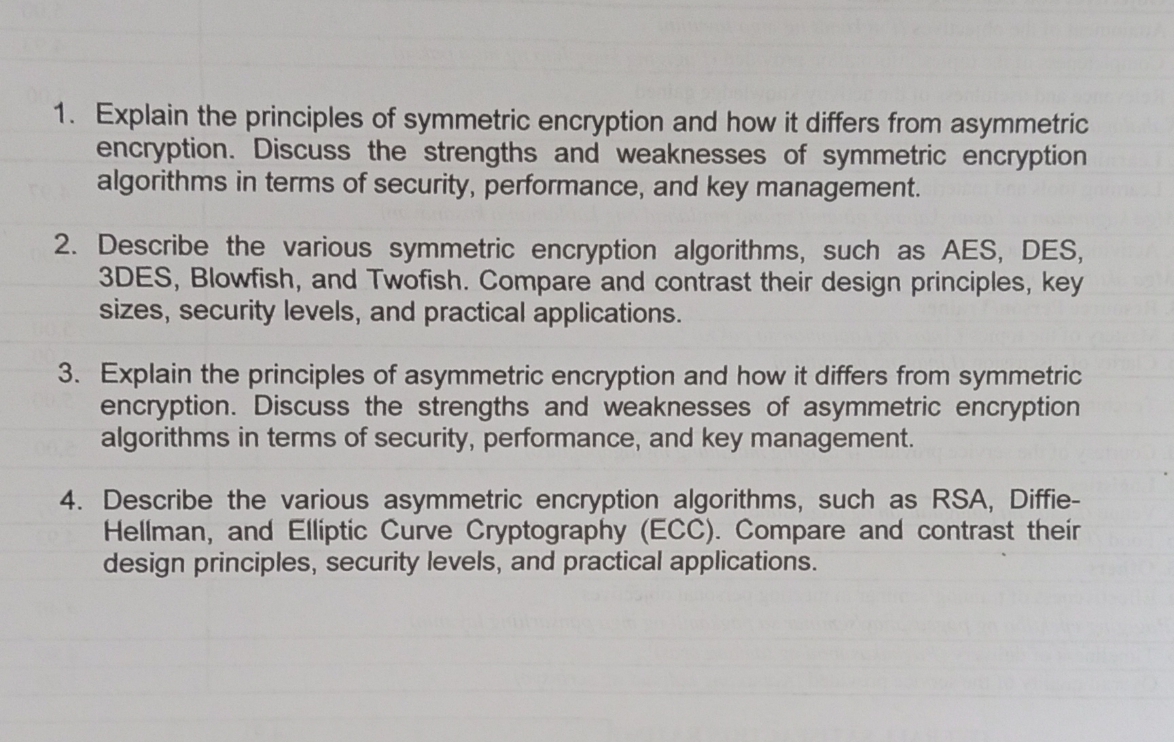 1. Explain the principles of symmetric encryption and how it differs from asymmetric
encryption. Discuss the strengths and weaknesses of symmetric encryption
algorithms in terms of security, performance, and key management.
2. Describe the various symmetric encryption algorithms, such as AES, DES,
3DES, Blowfish, and Twofish. Compare and contrast their design principles, key
sizes, security levels, and practical applications.
3. Explain the principles of asymmetric encryption and how it differs from symmetric
encryption. Discuss the strengths and weaknesses of asymmetric encryption
algorithms in terms of security, performance, and key management.
4. Describe the various asymmetric encryption algorithms, such as RSA, Diffie-
Hellman, and Elliptic Curve Cryptography (ECC). Compare and contrast their
design principles, security levels, and practical applications.